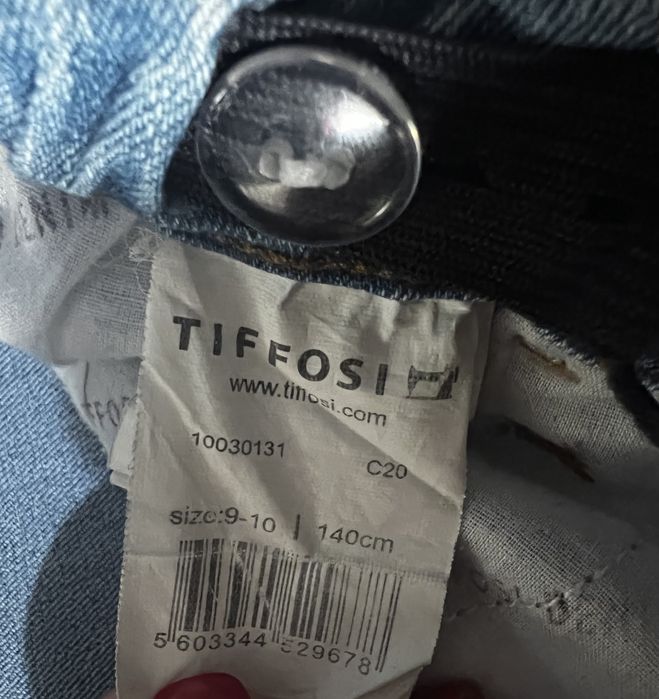 TIFFOSI
www.tiffosi.com
10030131
C20
size:9-10 | 140cm
5 603344 529678